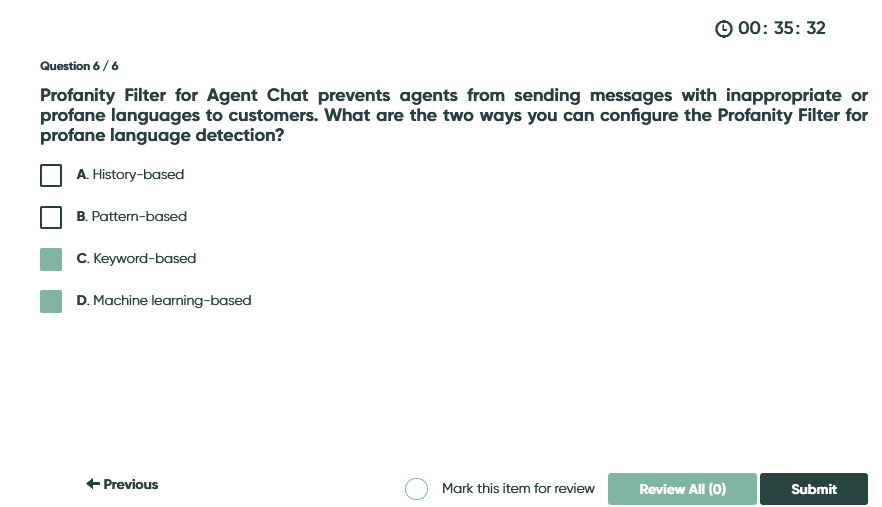 00: 35: 32
Question 6 / 6
Profanity Filter for Agent Chat prevents agents from sending messages with inappropriate or
profane languages to customers. What are the two ways you can configure the Profanity Filter for
profane language detection?
A. History-based
B. Pattern-based
C. Keyword-based
D. Machine learning-based
Previous
Mark this item for review
Review All (0)
Submit